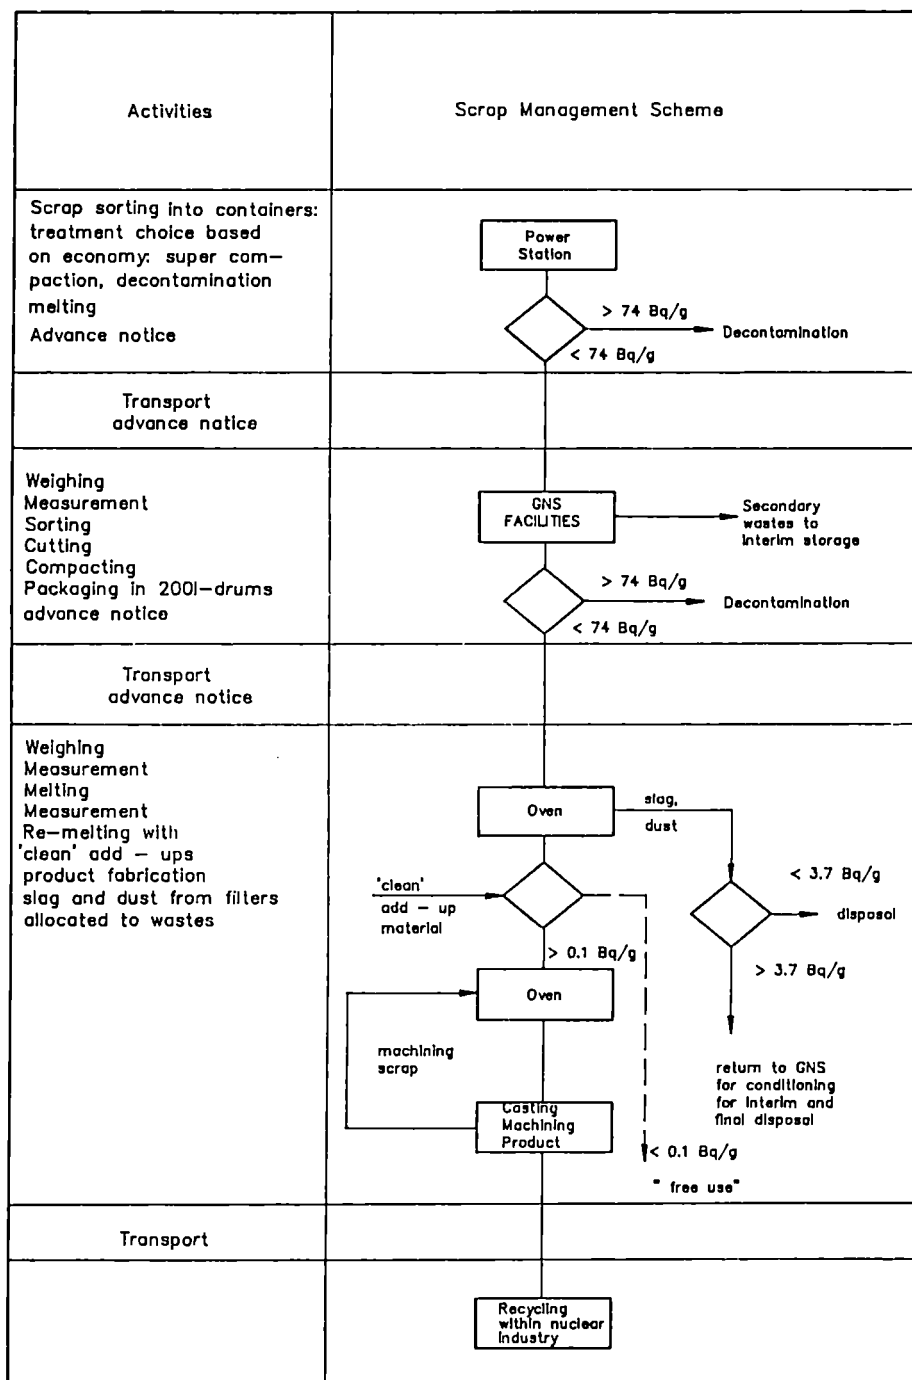 Activities
Scrap Management Scheme
Scrap sorting into containers:
treatment choice based
on economy: super com-
paction, decontamination
melting
Advance notice
Power
Station
> 74 Bq/g
Decontamination
< 74 Bq/g
Transport
advance natice
Weighing
Measurement
Sorting
Cutting
Compacting
Packaging in 200l-drums
advance notice
GNS
FACILITIES
Secondary
wastes to
interim storage
> 74 Bq/g
Decontamination
< 74 Bq/g
Transport
advance notice
Weighing
Measurement
Melting
Measurement
Re-melting with
'clean' add - ups
product fabrication
slag and dust from filters
allocated to wastes
Oven
slag,
dust
'clean'
add - up
material
< 3.7 Bq/g
disposal
> 0.1 Bq/g
> 3.7 Bq/g
Oven
machining
scrap
return to GNS
for conditioning
for interim and
final disposal
Casting
Machining
Product
< 0.1 Bq/g
" free use"
Transport
Recycling
within nuclear
industry